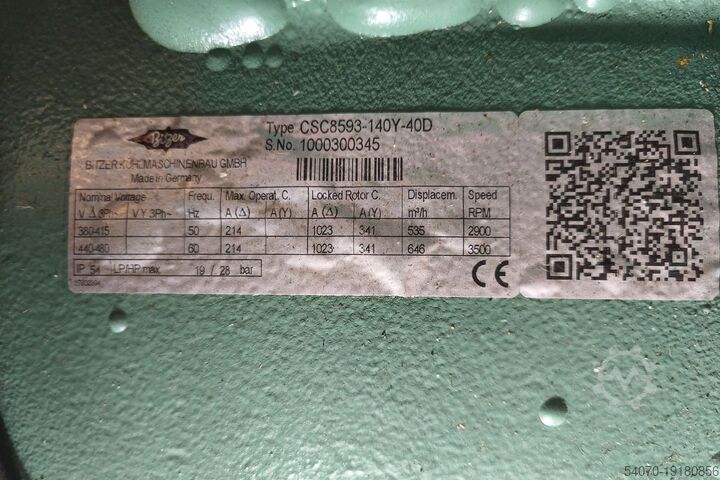 Bitzer
Type CSC8593-140Y-40D
S.No. 1000300345
BITZER KÜHLMASCHINENBAU GMBH
Made in Germany
Nominal Voltage Frequ. Max. Operat. C. Locked Rotor C. Displacem. Speed
V Δ 3Ph~ V Y 3Ph~ Hz A (Δ) A (Y) A (Δ) A (Y) m³/h RPM
380-415 50 214 1023 341 535 2900
440-480 60 214 1023 341 646 3500
IP 54 LP/HP max. 19 / 28 bar
CE
54070-19180856